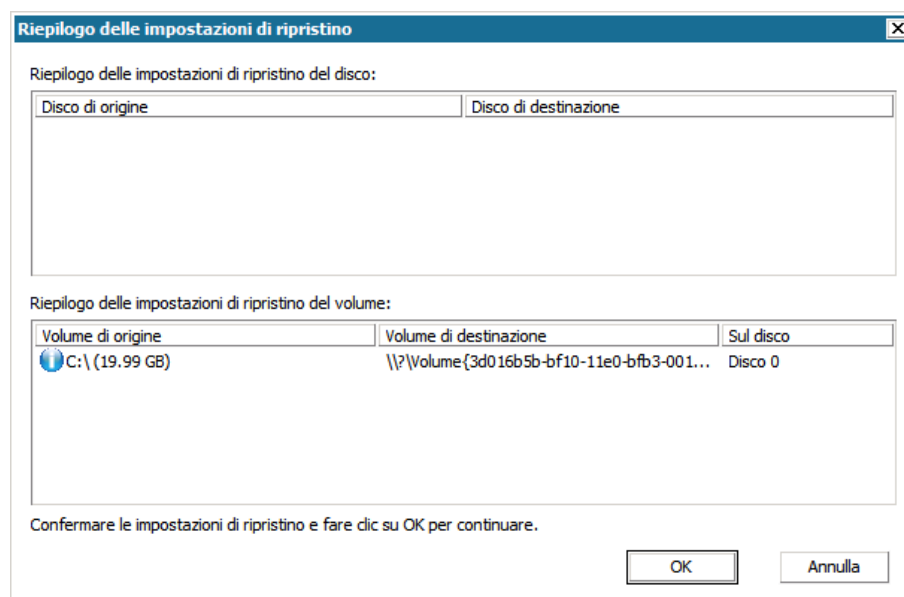 Riepilogo delle impostazioni di ripristino
Riepilogo delle impostazioni di ripristino del disco:
Disco di origine Disco di destinazione
Riepilogo delle impostazioni di ripristino del volume:
Volume di origine Volume di destinazione Sul disco
C:\ (19.99 GB) \\?\Volume{3d016b5b-bf10-11e0-bfb3-001... Disco 0
Confermare le impostazioni di ripristino e fare clic su OK per continuare.
OK Annulla